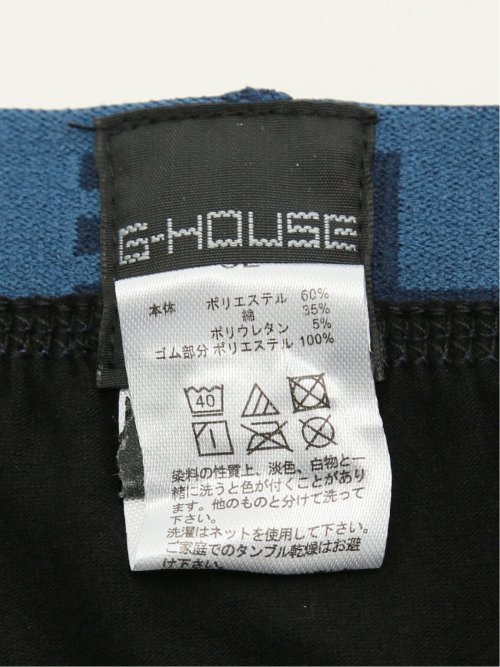 G-HOUSE
本体 ポリエステル 60%
綿 35%
ポリウレタン 5%
ゴム部分 ポリエステル 100%
40
染料の性質上、淡色、白物と一
緒に洗うと色が付くことがあり
ます。他のものと分けて洗って
下さい。
洗濯はネットを使用して下さい。
ご家庭でのタンブル乾燥はお避
け下さい。